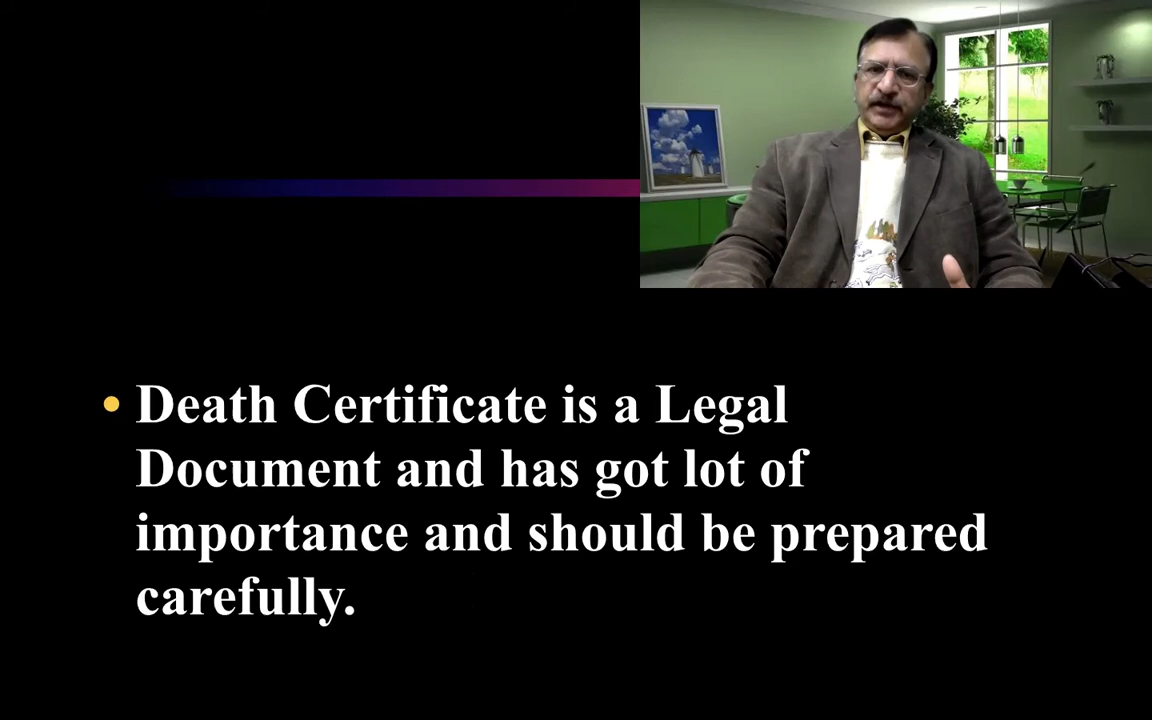 • Death Certificate is a Legal
Document and has got lot of
importance and should be prepared
carefully.